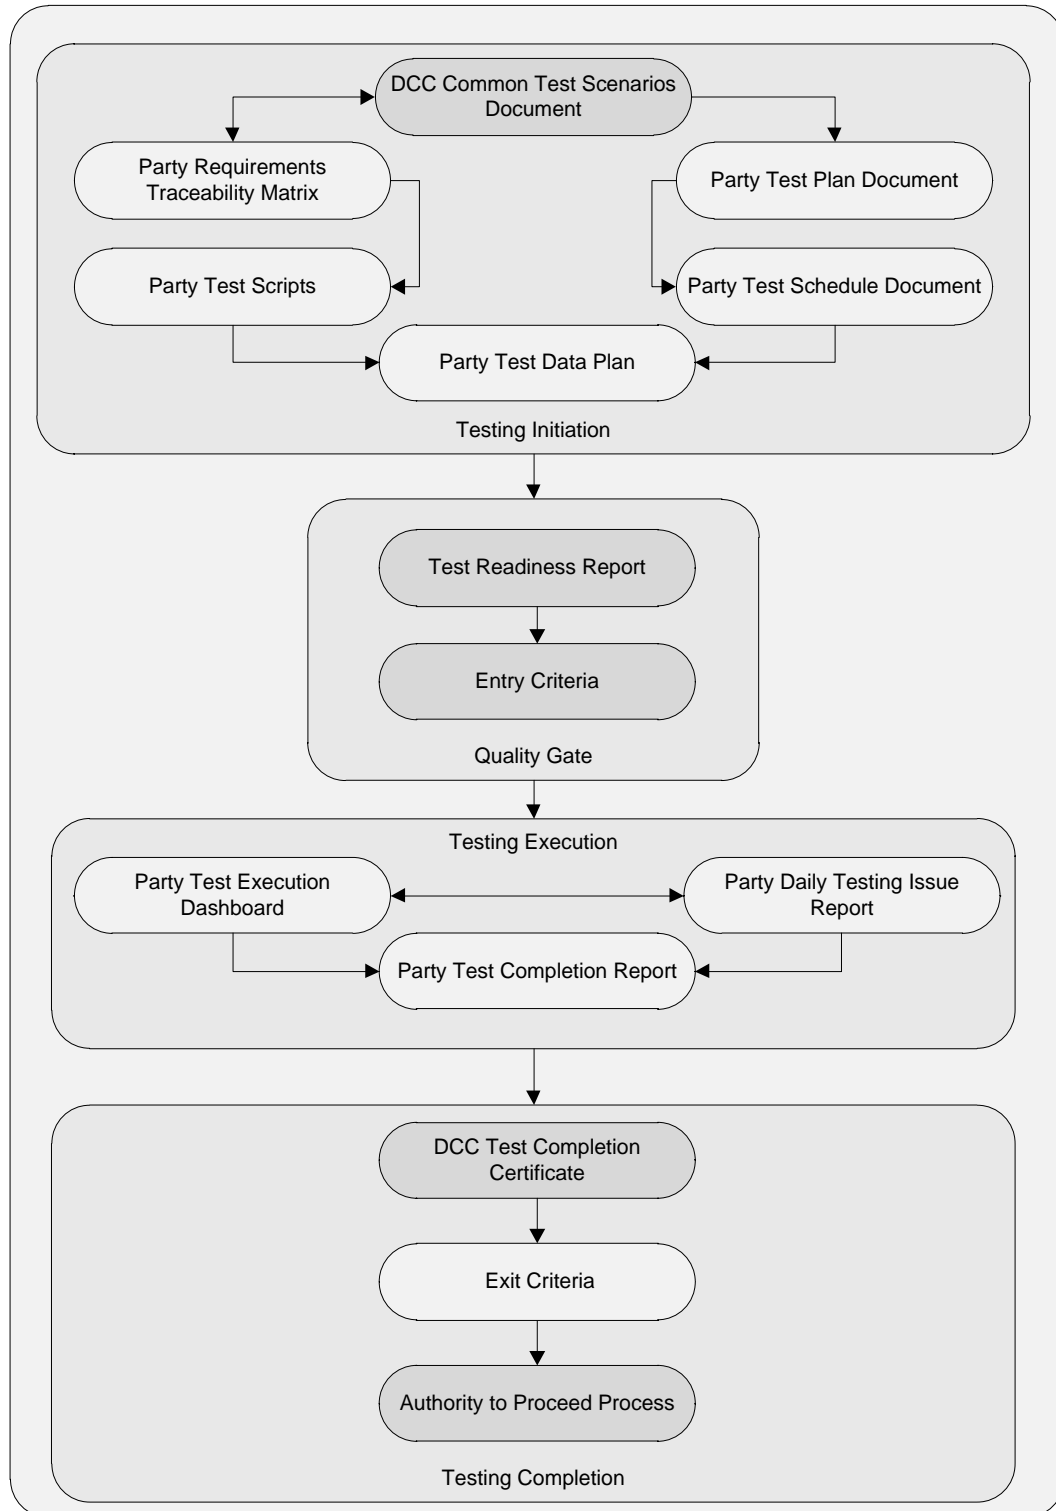 DCC Common Test Scenarios
Document
Party Requirements
Traceability Matrix
Party Test Plan Document
Party Test Scripts
Party Test Schedule Document
Party Test Data Plan
Testing Initiation
Test Readiness Report
Entry Criteria
Quality Gate
Testing Execution
Party Test Execution
Dashboard
Party Daily Testing Issue
Report
Party Test Completion Report
DCC Test Completion
Certificate
Exit Criteria
Authority to Proceed Process
Testing Completion